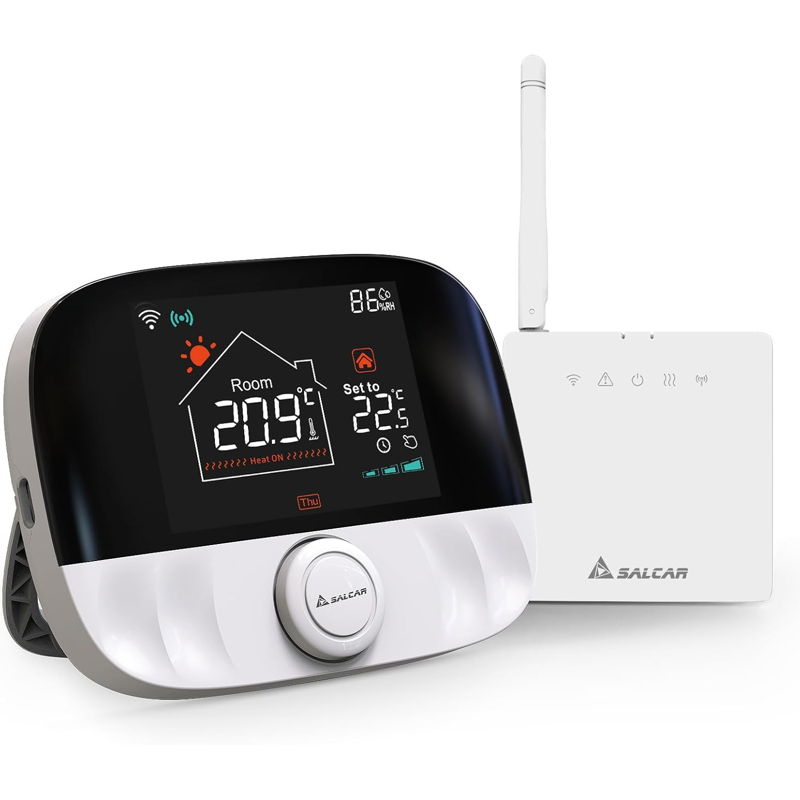 86 %RH
Room
20.9°C
Set to
22.5°C
Heat ON
Thu
SALCAR
SALCAR